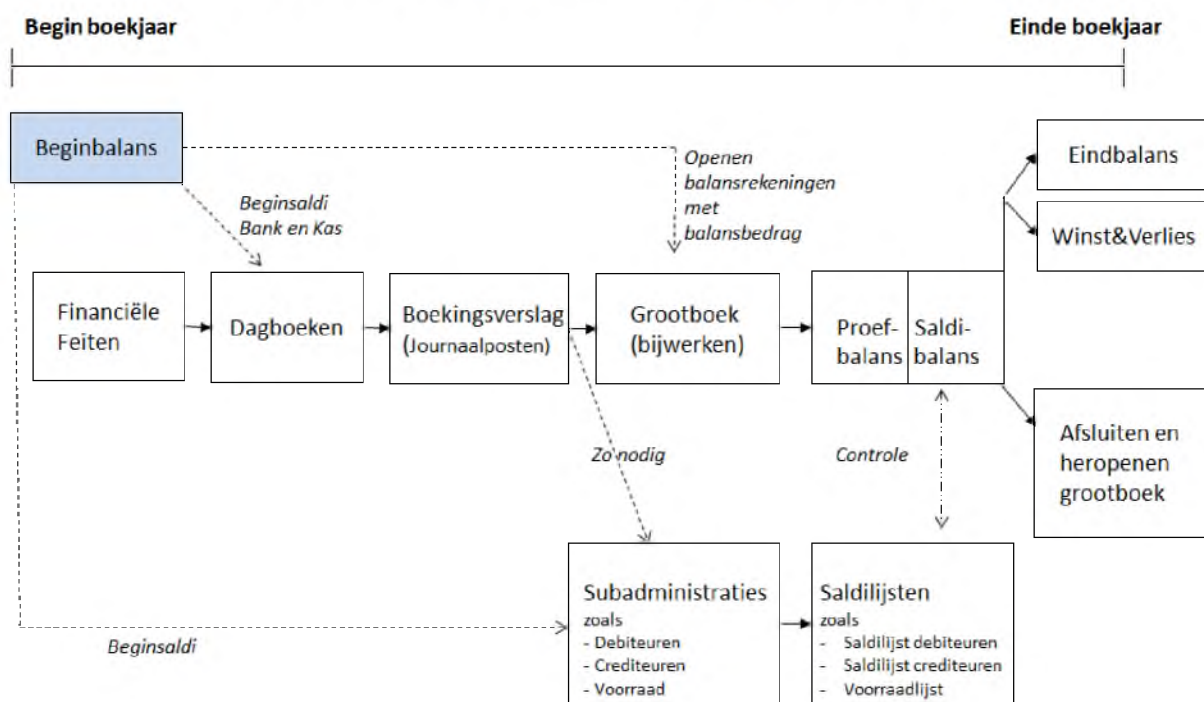 Begin boekjaar
Einde boekjaar
Beginbalans
Openen
balansrekeningen
met
balansbedrag
Eindbalans
Beginsaldi
Bank en Kas
Winst&Verlies
Financiële
Feiten
Dagboeken
Boekingsverslag
(Journaalposten)
Grootboek
(bijwerken)
Proef-
balans
Saldi-
balans
Zo nodig
Controle
Afsluiten en
heropenen
grootboek
Beginsaldi
Subadministraties
zoals
- Debiteuren
- Crediteuren
- Voorraad
Saldilijsten
zoals
- Saldilijst debiteuren
- Saldilijst crediteuren
- Voorraadlijst